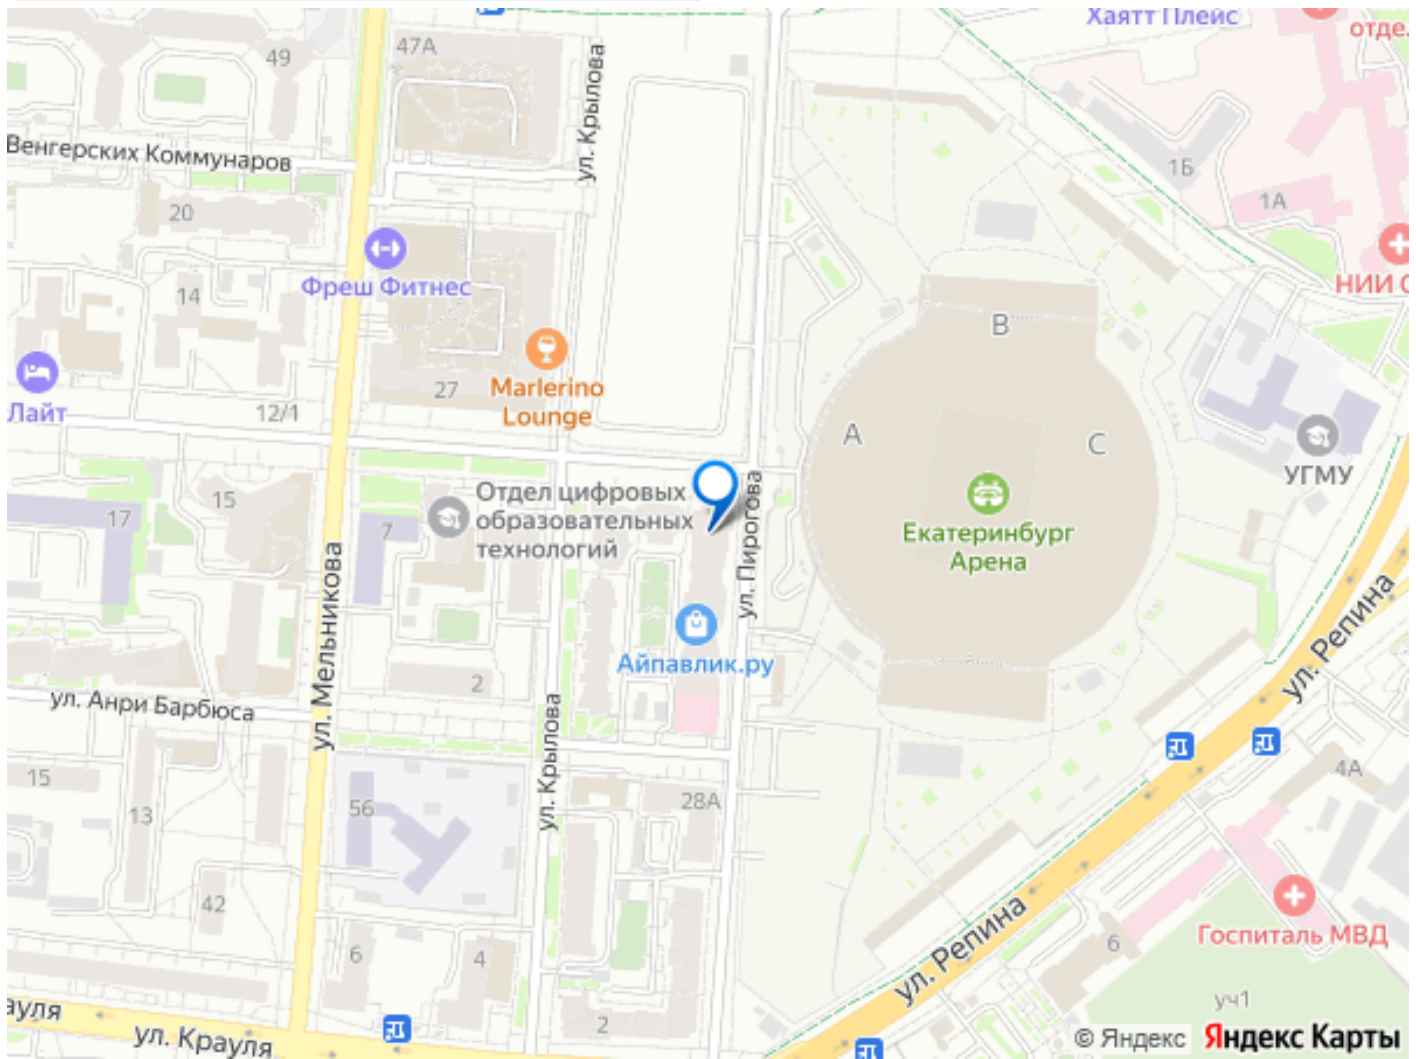 Хаятт Плейс
отде
47А
49
ул. Крылова
Венгерских Коммунаров
1Б
1А
20
НИИ С
Фреш Фитнес
14
B
Marlerino
Lounge
27
Лайт
12/1
A
C
УГМУ
15
17
7
Отдел цифровых
образовательных
технологий
ул. Пирогова
Екатеринбург
Арена
ул. Мельникова
Айпавлик.ру
ул. Репина
2
ул. Анри Барбюса
ул. Крылова
15
13
56
28А
4А
42
Госпиталь МВД
ул. Репина
6
6
4
уч1
ауля
ул. Крауля
2
© Яндекс Яндекс Карты